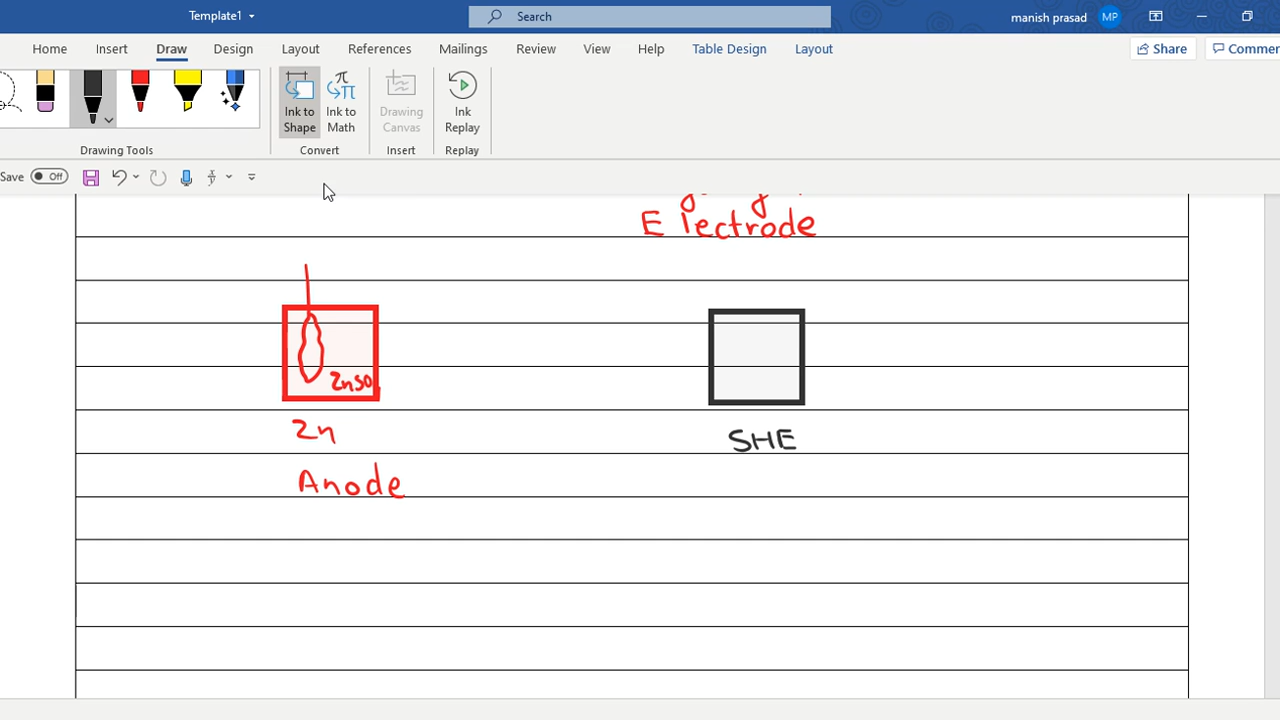 Template1
Search
manish prasad MP
Home Insert Draw Design Layout References Mailings Review View Help Table Design Layout Share Commer
Ink to Shape
Ink to Math
Drawing Canvas
Ink Replay
Drawing Tools Convert Insert Replay
Save Off
E lectrode
ZnSO
Zn
SHE
Anode